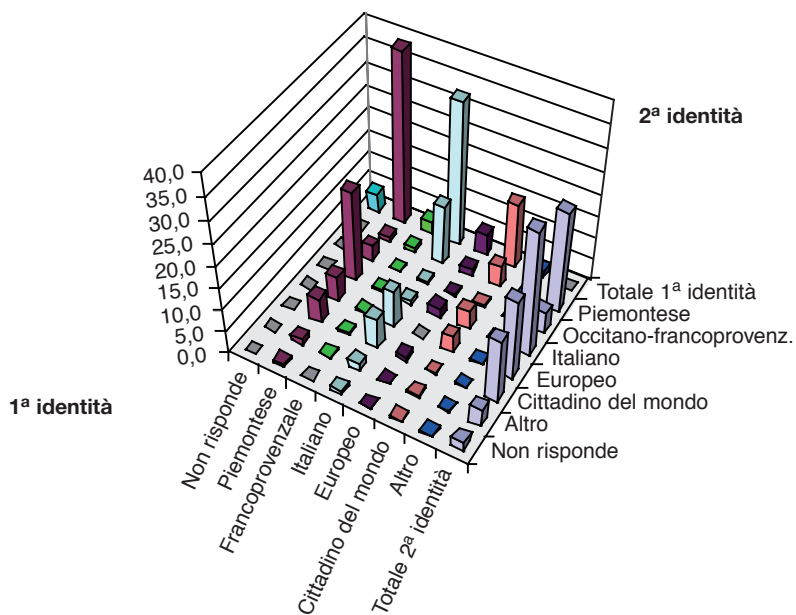 2ª identità
40,0
35,0
30,0
25,0
20,0
15,0
10,0
5,0
0,0
Totale 1ª identità
Piemontese
Occitano-francoprovenz.
Italiano
Europeo
Cittadino del mondo
Altro
Non risponde
1ª identità
Non risponde
Piemontese
Francoprovenzale
Italiano
Europeo
Cittadino del mondo
Altro
Totale 2ª identità